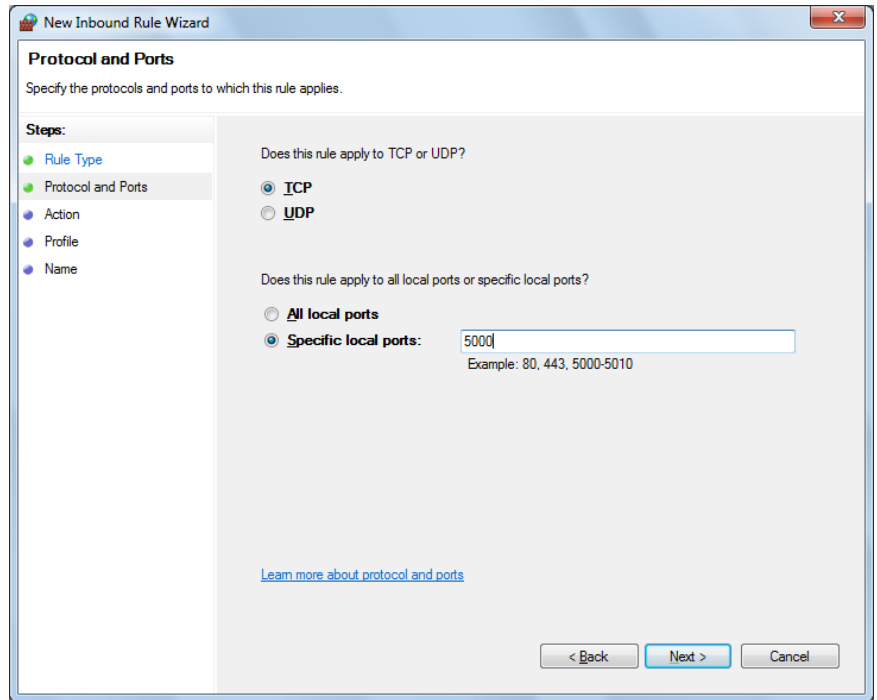 New Inbound Rule Wizard
Protocol and Ports
Specify the protocols and ports to which this rule applies.
Steps:
Rule Type
Protocol and Ports
Action
Profile
Name
Does this rule apply to TCP or UDP?
TCP
UDP
Does this rule apply to all local ports or specific local ports?
All local ports
Specific local ports: 5000
Example: 80, 443, 5000-5010
Learn more about protocol and ports
< Back Next > Cancel